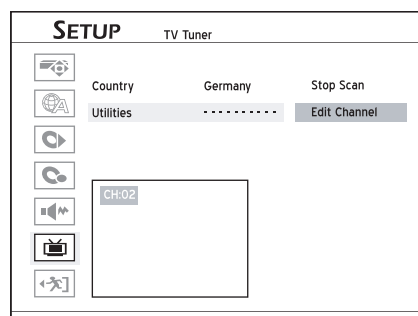 SETUP TV Tuner
Country Germany Stop Scan
Utilities ---------- Edit Channel
CH:02